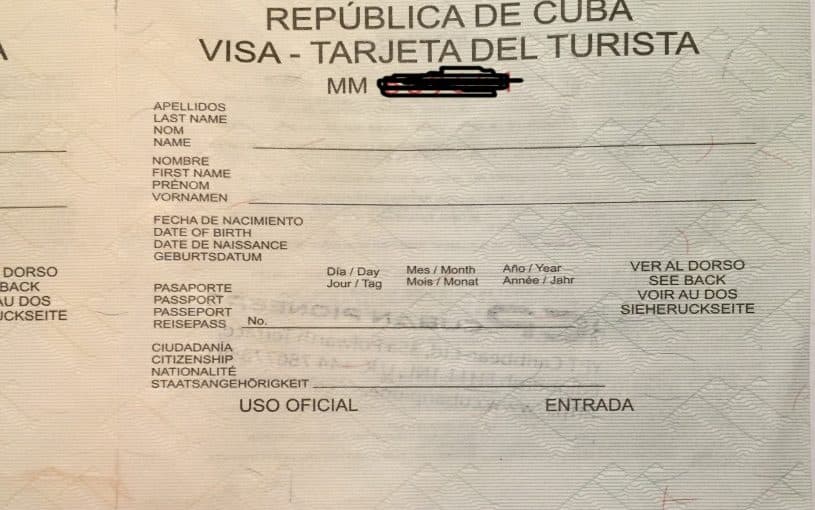 REPÚBLICA DE CUBA
VISA - TARJETA DEL TURISTA
MM
APELLIDOS
LAST NAME
NOM
NAME
NOMBRE
FIRST NAME
PRÉNOM
VORNAMEN
FECHA DE NACIMIENTO
DATE OF BIRTH
DATE DE NAISSANCE
GEBURTSDATUM
Día / Day Mes / Month Año / Year
Jour / Tag Mois / Monat Année / Jahr
PASAPORTE
PASSPORT
PASSEPORT
REISEPASS No.
VER AL DORSO
SEE BACK
VOIR AU DOS
SIEHERUCKSEITE
CIUDADANÍA
CITIZENSHIP
NATIONALITÉ
STAATSANGEHÖRIGKEIT
USO OFICIAL ENTRADA
DORSO
BACK
AU DOS
UCKSEITE